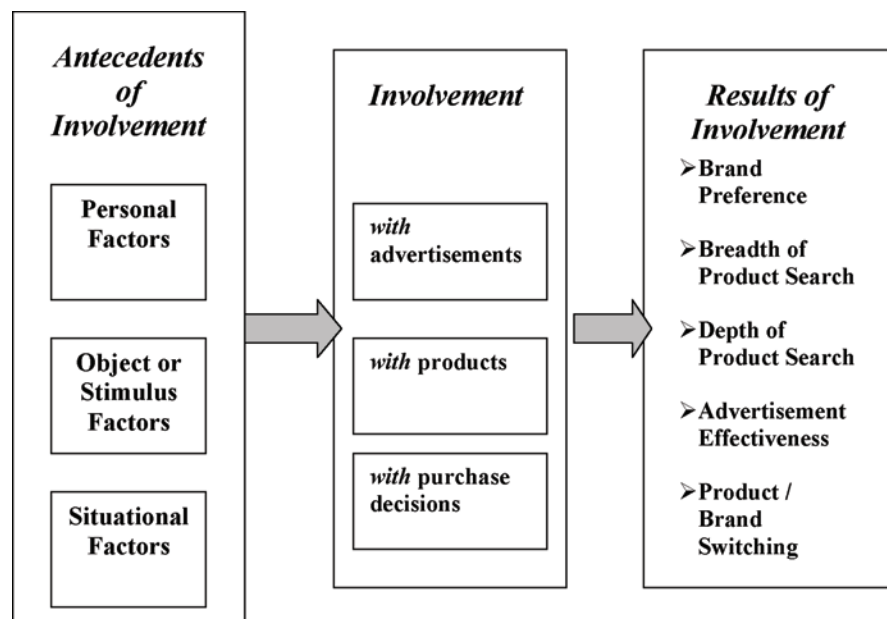 Antecedents
of
Involvement
Personal
Factors
Object or
Stimulus
Factors
Situational
Factors
Involvement
with
advertisements
with products
with purchase
decisions
Results of
Involvement
➢Brand
Preference
➢Breadth of
Product Search
➢Depth of
Product Search
➢Advertisement
Effectiveness
➢Product /
Brand
Switching